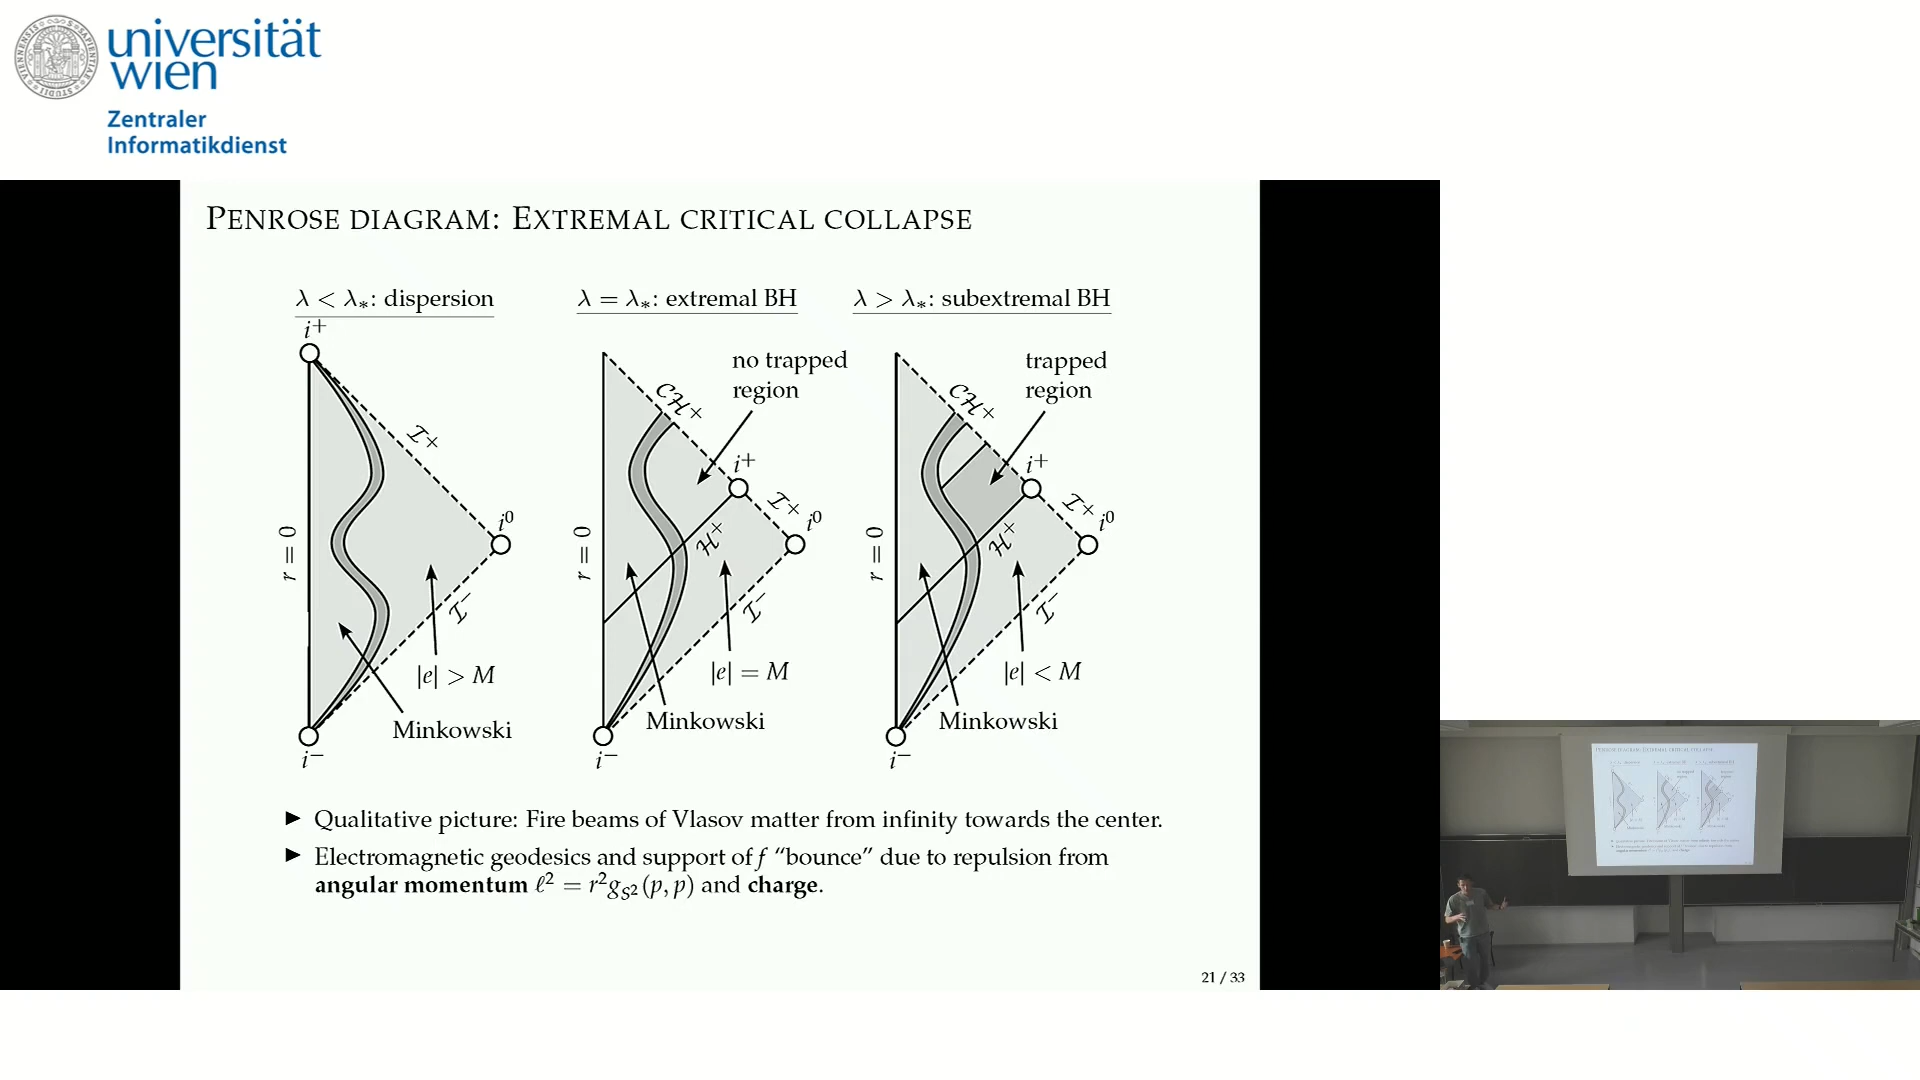 universität
wien
Zentraler
Informatikdienst
PENROSE DIAGRAM: EXTREMAL CRITICAL COLLAPSE
λ < λ∗: dispersion
λ = λ∗: extremal BH
λ > λ∗: subextremal BH
i⁺
no trapped
region
trapped
region
CH⁺
CH⁺
I⁺
i⁺
i⁺
I⁺
I⁺
i⁰
i⁰
i⁰
r = 0
r = 0
r = 0
H⁺
H⁺
I⁻
I⁻
I⁻
|e| > M
|e| = M
|e| < M
Minkowski
Minkowski
Minkowski
i⁻
i⁻
i⁻
▶ Qualitative picture: Fire beams of Vlasov matter from infinity towards the center.
▶ Electromagnetic geodesics and support of f “bounce” due to repulsion from
angular momentum ℓ² = r²g_{S²}(p, p) and charge.
21 / 33